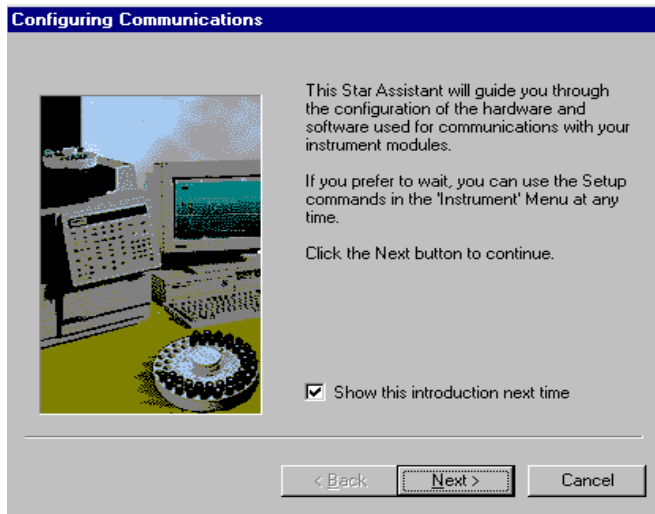 Configuring Communications
This Star Assistant will guide you through
the configuration of the hardware and
software used for communications with your
instrument modules.
If you prefer to wait, you can use the Setup
commands in the 'Instrument' Menu at any
time.
Click the Next button to continue.
Show this introduction next time
< Back
Next >
Cancel